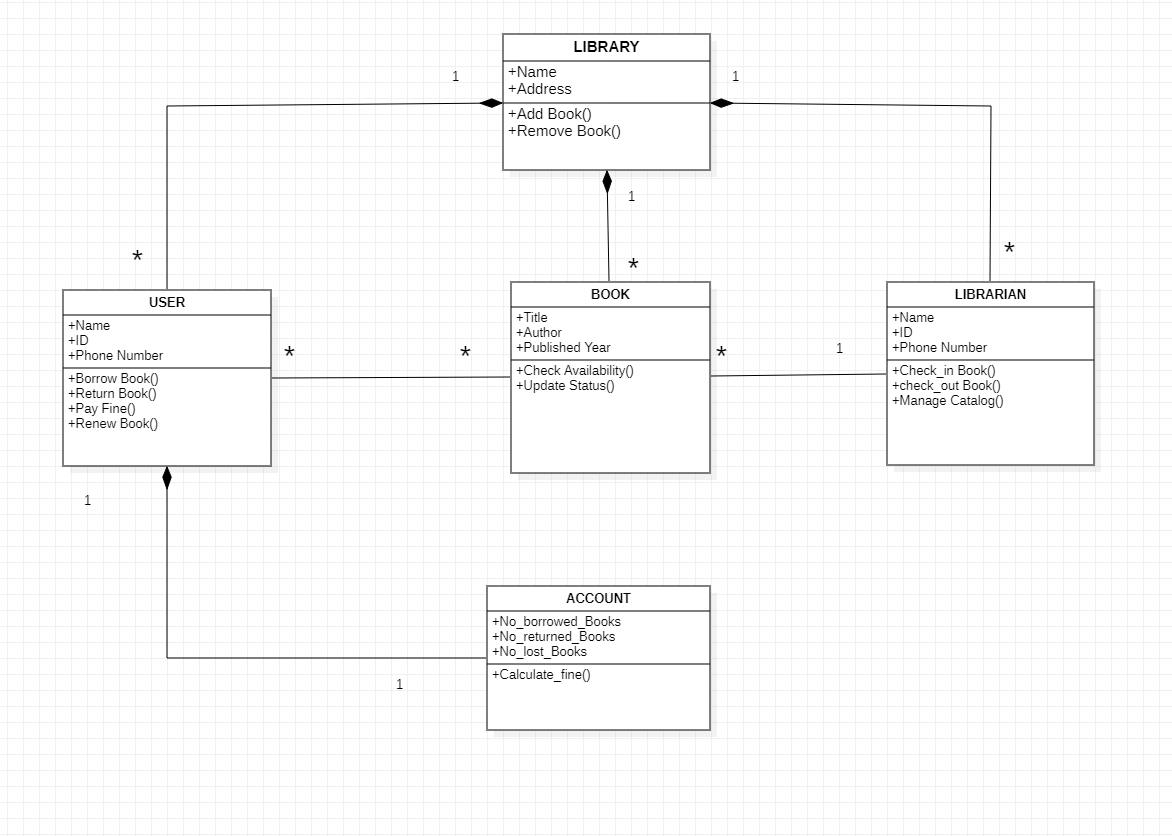 LIBRARY
+Name
+Address
+Add Book()
+Remove Book()
1
1
1
*
*
*
USER
+Name
+ID
+Phone Number
+Borrow Book()
+Return Book()
+Pay Fine()
+Renew Book()
*
*
BOOK
+Title
+Author
+Published Year
+Check Availability()
+Update Status()
*
1
LIBRARIAN
+Name
+ID
+Phone Number
+Check_in Book()
+check_out Book()
+Manage Catalog()
1
1
ACCOUNT
+No_borrowed_Books
+No_returned_Books
+No_lost_Books
+Calculate_fine()